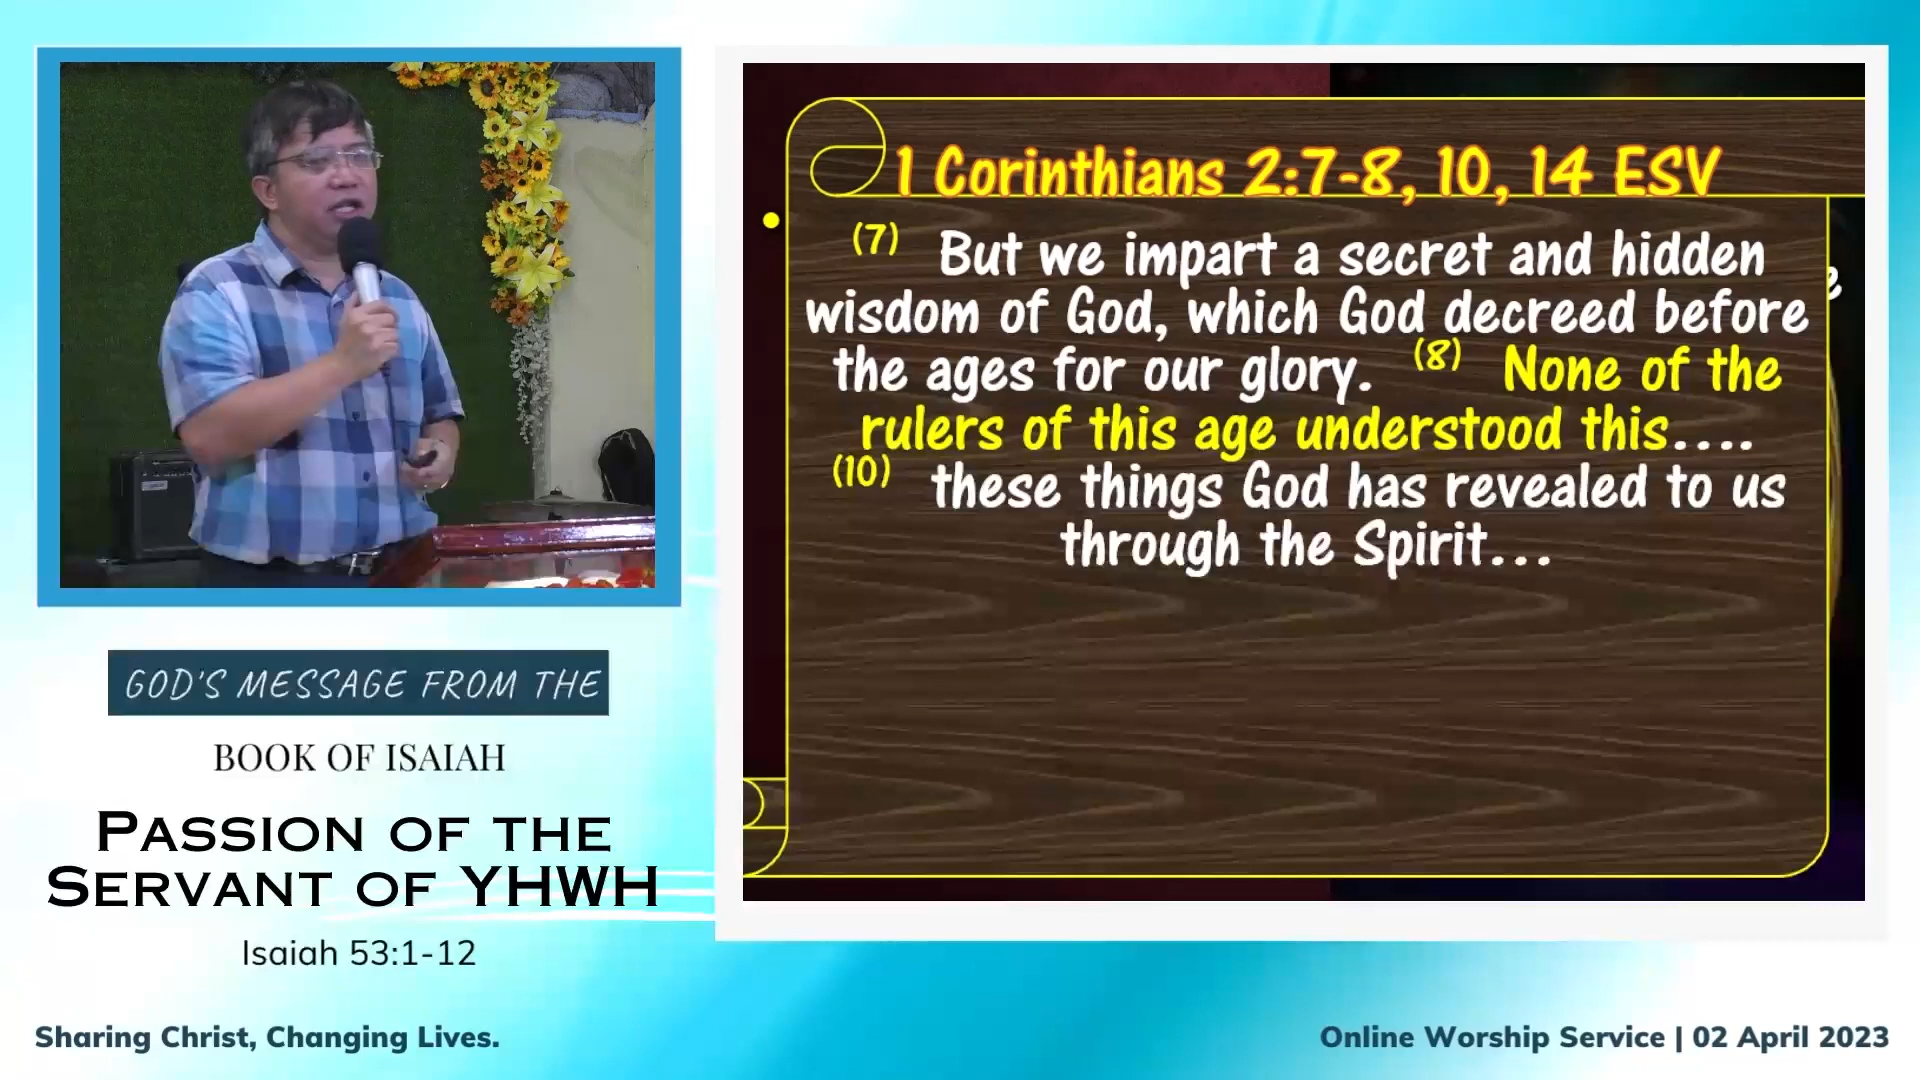 GOD'S MESSAGE FROM THE
BOOK OF ISAIAH
PASSION OF THE
SERVANT OF YHWH
Isaiah 53:1-12
1 Corinthians 2:7-8, 10, 14 ESV
(7) But we impart a secret and hidden
wisdom of God, which God decreed before
the ages for our glory. (8) None of the
rulers of this age understood this....
(10) these things God has revealed to us
through the Spirit...
Sharing Christ, Changing Lives.
Online Worship Service | 02 April 2023